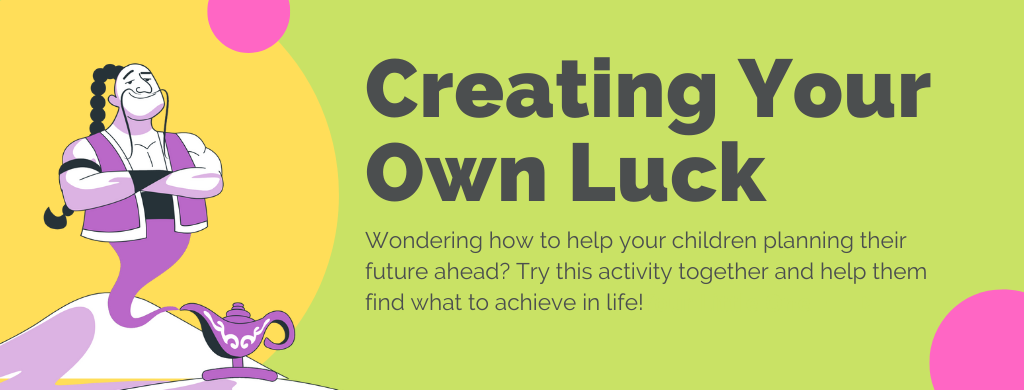 Creating Your
Own Luck
Wondering how to help your children planning their
future ahead? Try this activity together and help them
find what to achieve in life!